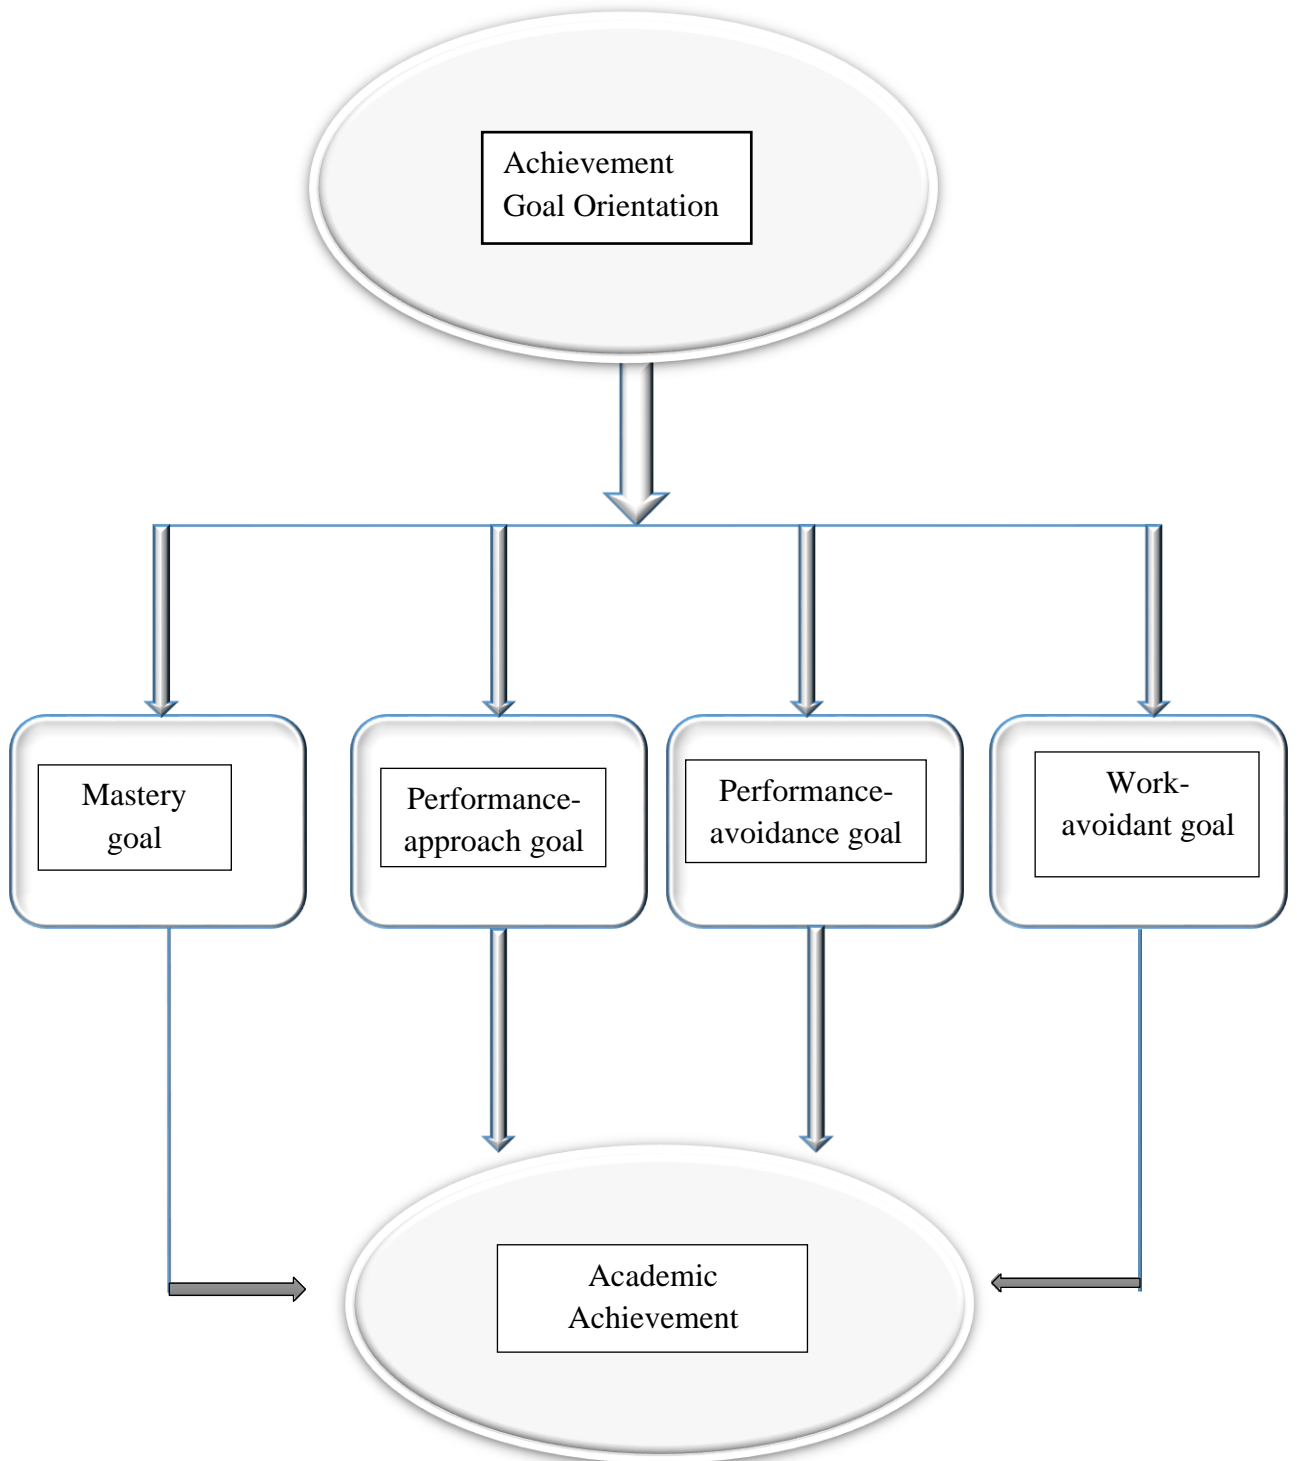 Achievement
Goal Orientation
Mastery
goal
Performance-
approach goal
Performance-
avoidance goal
Work-
avoidant goal
Academic
Achievement